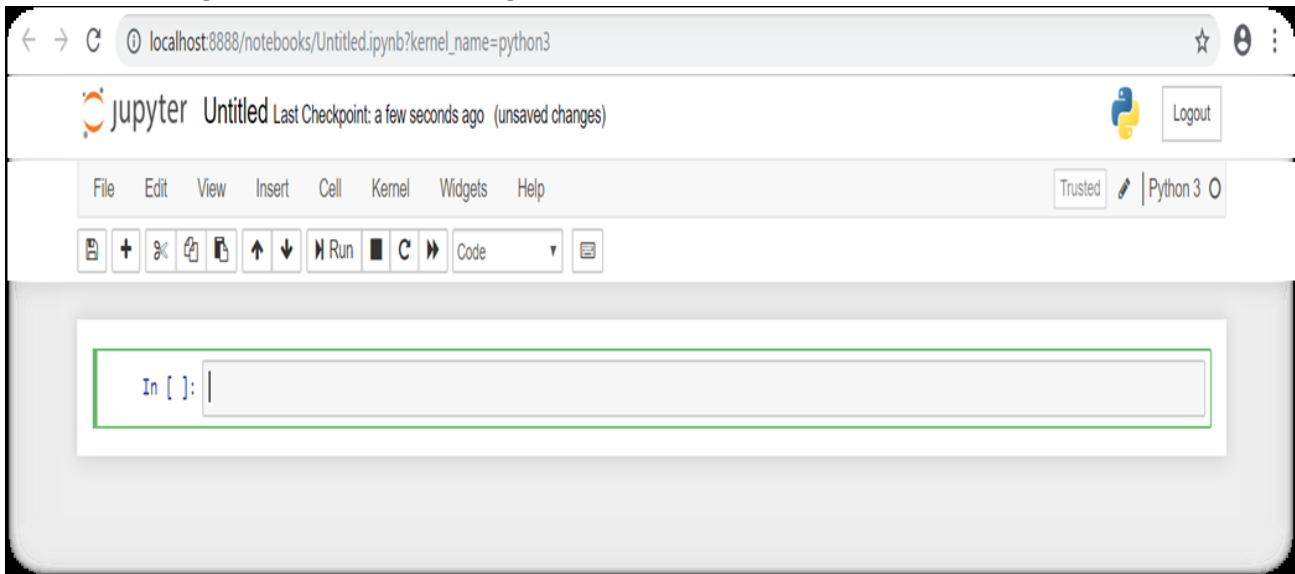 localhost:8888/notebooks/Untitled.ipynb?kernel_name=python3
jupyter Untitled Last Checkpoint: a few seconds ago (unsaved changes)
Logout
File Edit View Insert Cell Kernel Widgets Help
Trusted Python 3
Run Code
In [ ]: